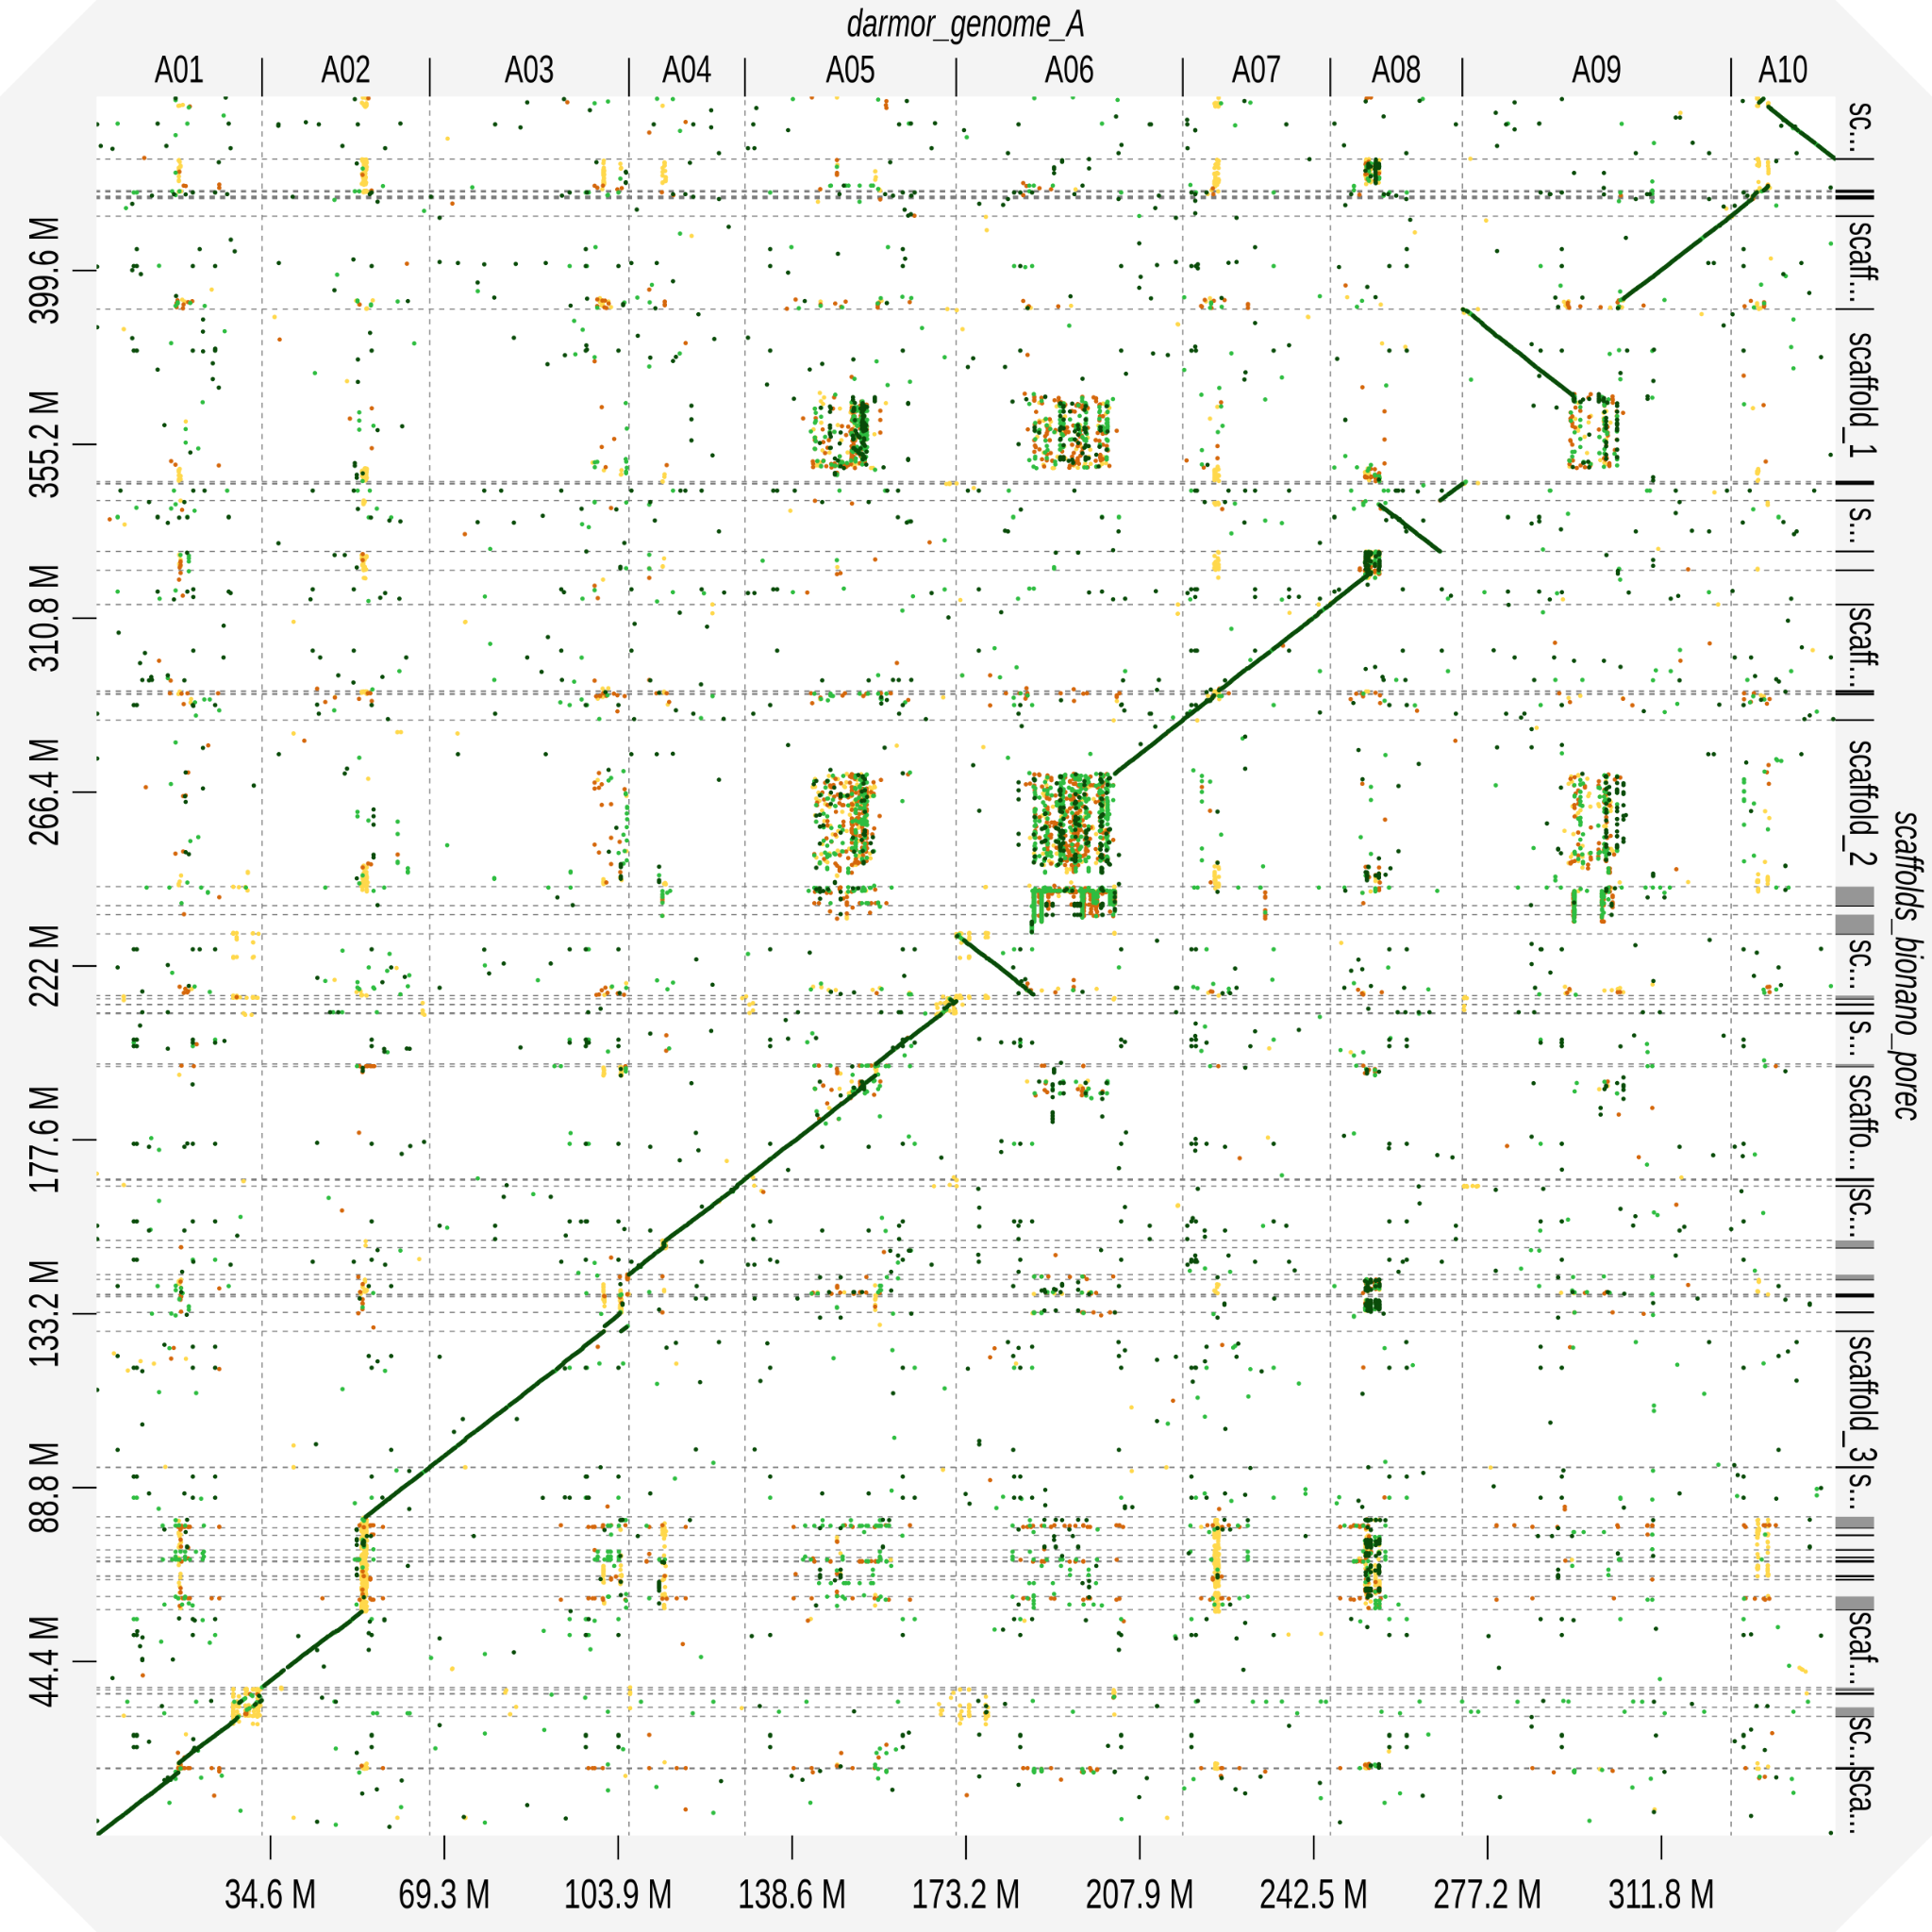 darmor_genome_A
A01 A02 A03 A04 A05 A06 A07 A08 A09 A10
399.6 M
355.2 M
310.8 M
266.4 M
222 M
177.6 M
133.2 M
88.8 M
44.4 M
sc...
scaff...
scaffold_1
s...
scaff...
scaffold_2
sc...
s...
scaffo...
sc...
scaffold_3
s...
scaf...
sc...
sca...
scaffolds_bionano_porec
34.6 M 69.3 M 103.9 M 138.6 M 173.2 M 207.9 M 242.5 M 277.2 M 311.8 M